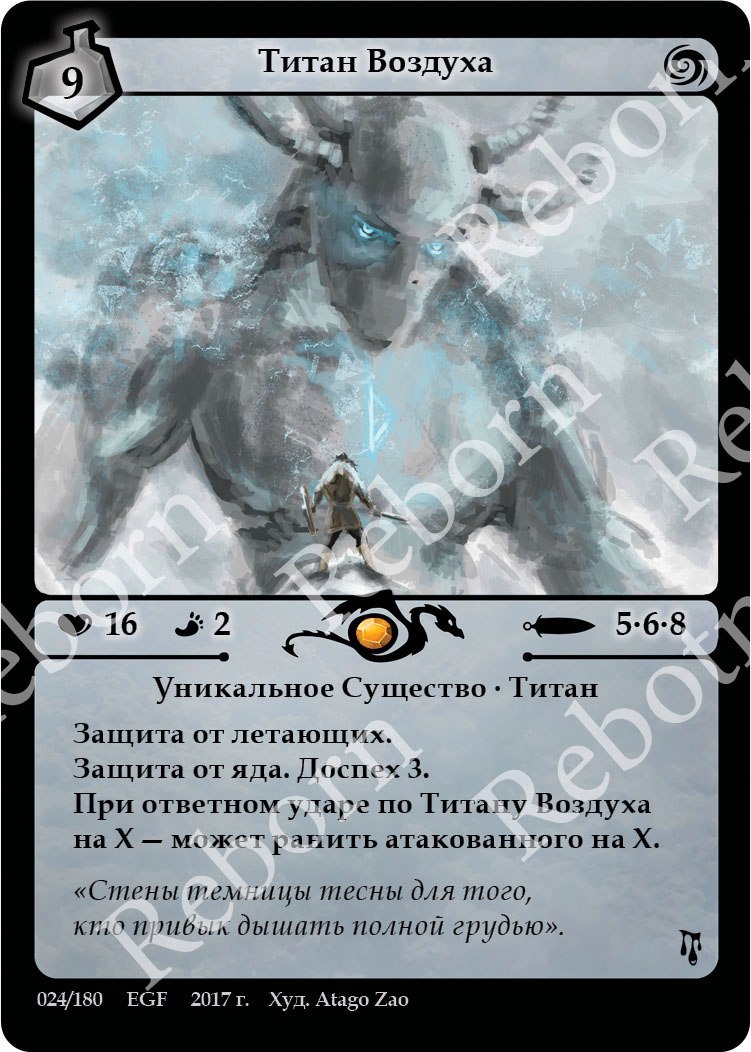 9
Титан Воздуха
16
2
5·6·8
Уникальное Существо · Титан
Защита от летающих.
Защита от яда. Доспех 3.
При ответном ударе по Титану Воздуха
на X — может ранить атакованного на X.
«Стены темницы тесны для того,
кто привык дышать полной грудью».
024/180 EGF 2017 г. Худ. Atago Zao
Reborn
Reborn
Reborn
Reborn